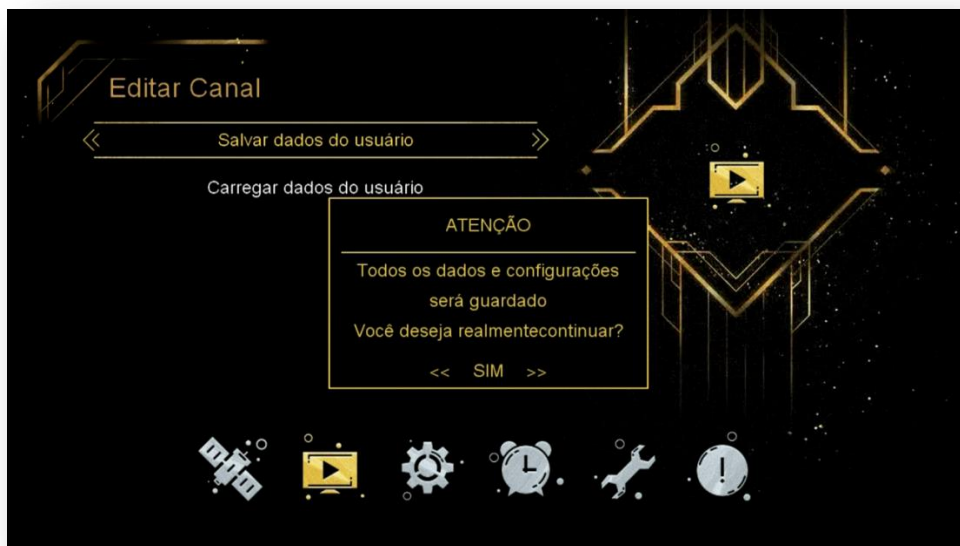 Editar Canal
Salvar dados do usuário
Carregar dados do usuário
ATENÇÃO
Todos os dados e configurações
será guardado
Você deseja realmentecontinuar?
<< SIM >>